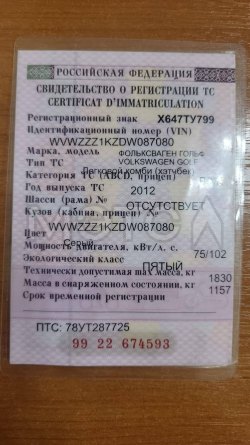 РОССИЙСКАЯ ФЕДЕРАЦИЯ
СВИДЕТЕЛЬСТВО О РЕГИСТРАЦИИ ТС
CERTIFICAT D'IMMATRICULATION
Регистрационный знак Х647ТУ799
Идентификационный номер (VIN)
WVWZZZ1KZDW087080
Марка, модель ФОЛЬКСВАГЕН ГОЛЬФ
VOLKSWAGEN GOLF
Тип ТС Легковой комби (хэтчбек)
Категория ТС (ABCD, прицеп)
Год выпуска ТС 2012
Шасси (рама) № ОТСУТСТВУЕТ
Кузов (кабина, прицеп) №
WVWZZZ1KZDW087080
Цвет Серый
Мощность двигателя, кВт/л. с. 75/102
Экологический класс ПЯТЫЙ
Технически допустимая max масса, кг 1830
Масса в снаряженном состоянии, кг 1157
Срок временной регистрации
ПТС: 78УТ287725
99 22 674593